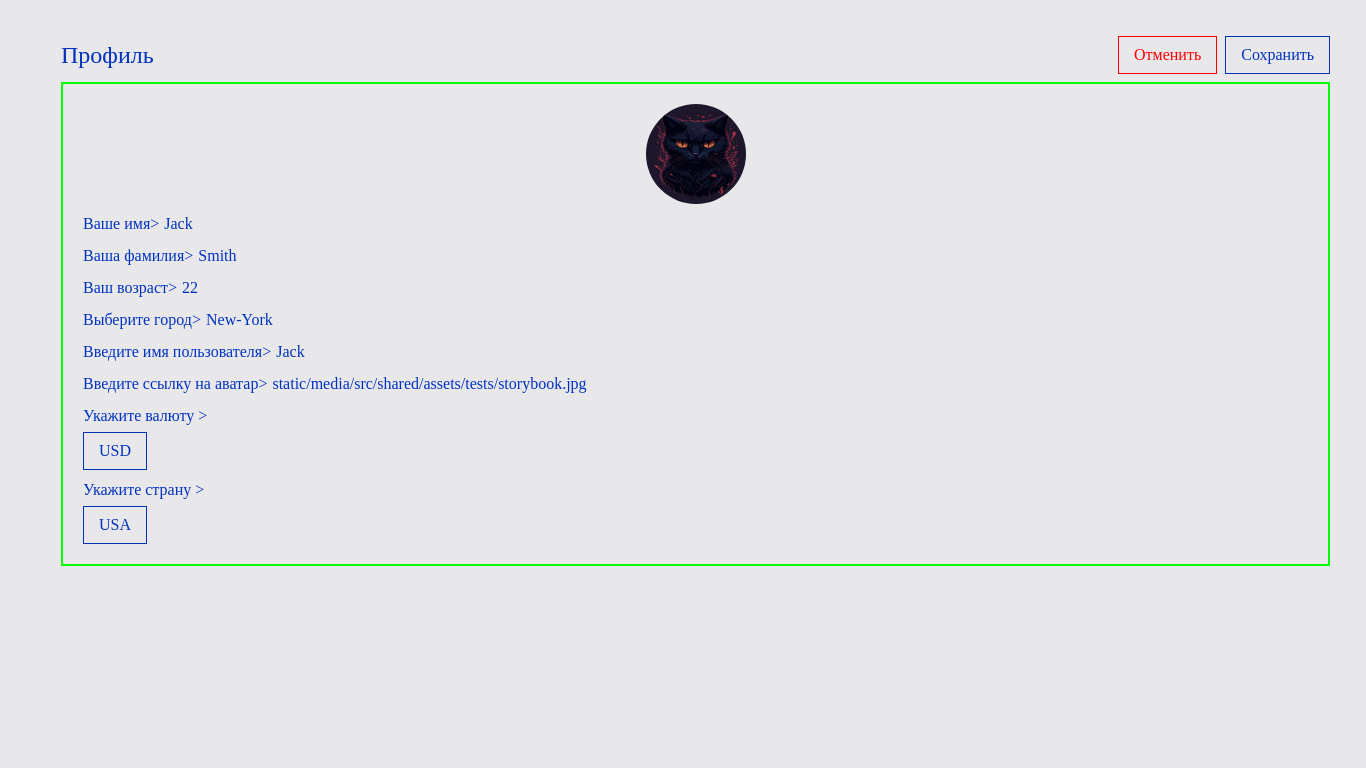 Профиль
Отменить
Сохранить
Ваше имя> Jack
Ваша фамилия> Smith
Ваш возраст> 22
Выберите город> New-York
Введите имя пользователя> Jack
Введите ссылку на аватар> static/media/src/shared/assets/tests/storybook.jpg
Укажите валюту >
USD
Укажите страну >
USA